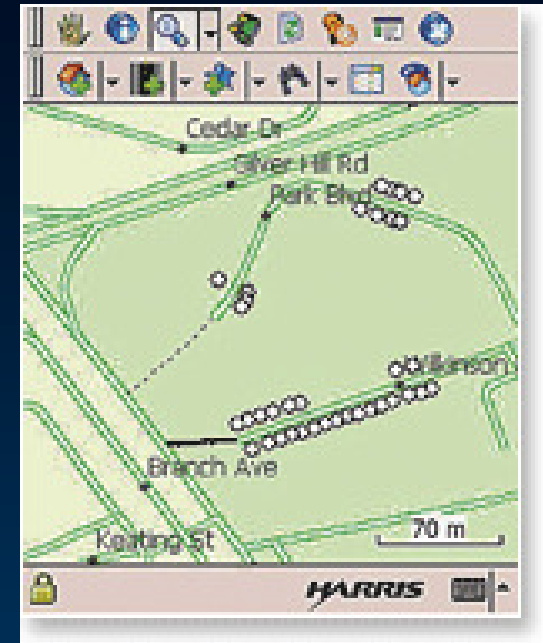 Cedar Dr
Silver Hill Rd
Park Blvd
Wilkinson
Branch Ave
Keating St
70 m
HARRIS